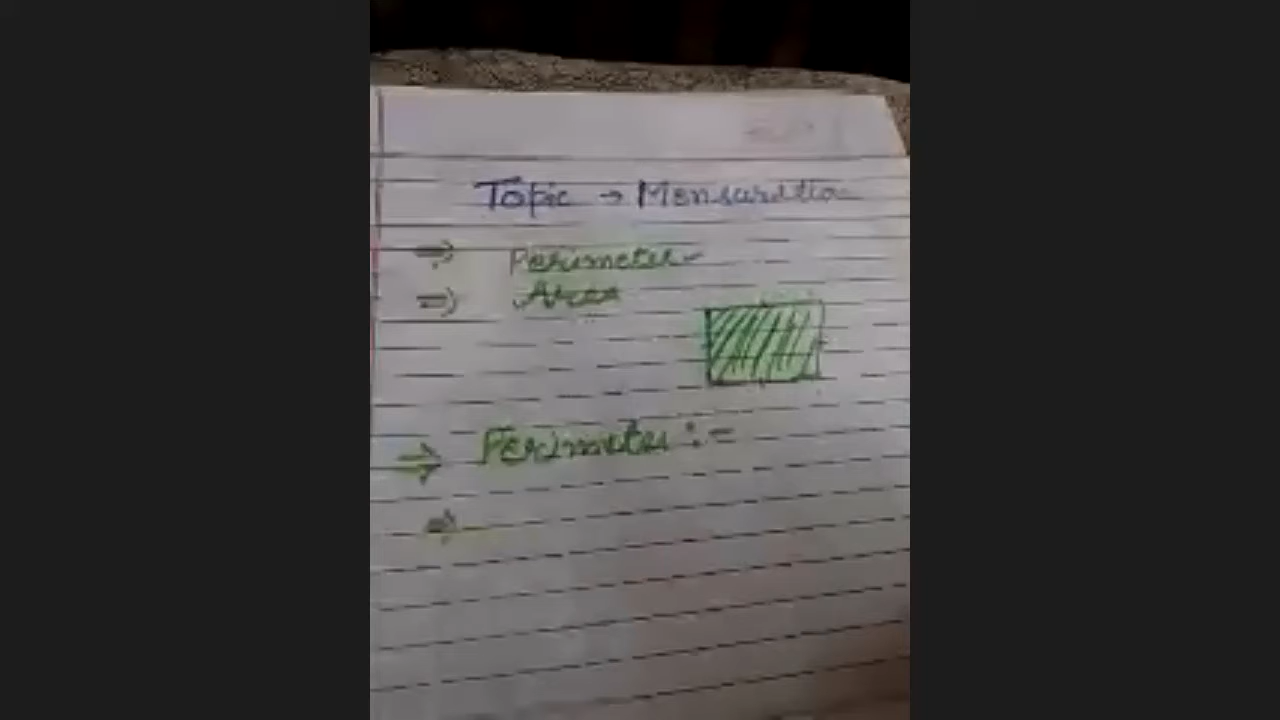 Topic → Mensuration
⇒ Perimeter
⇒ Area
⇒ Perimeter :-
⇒